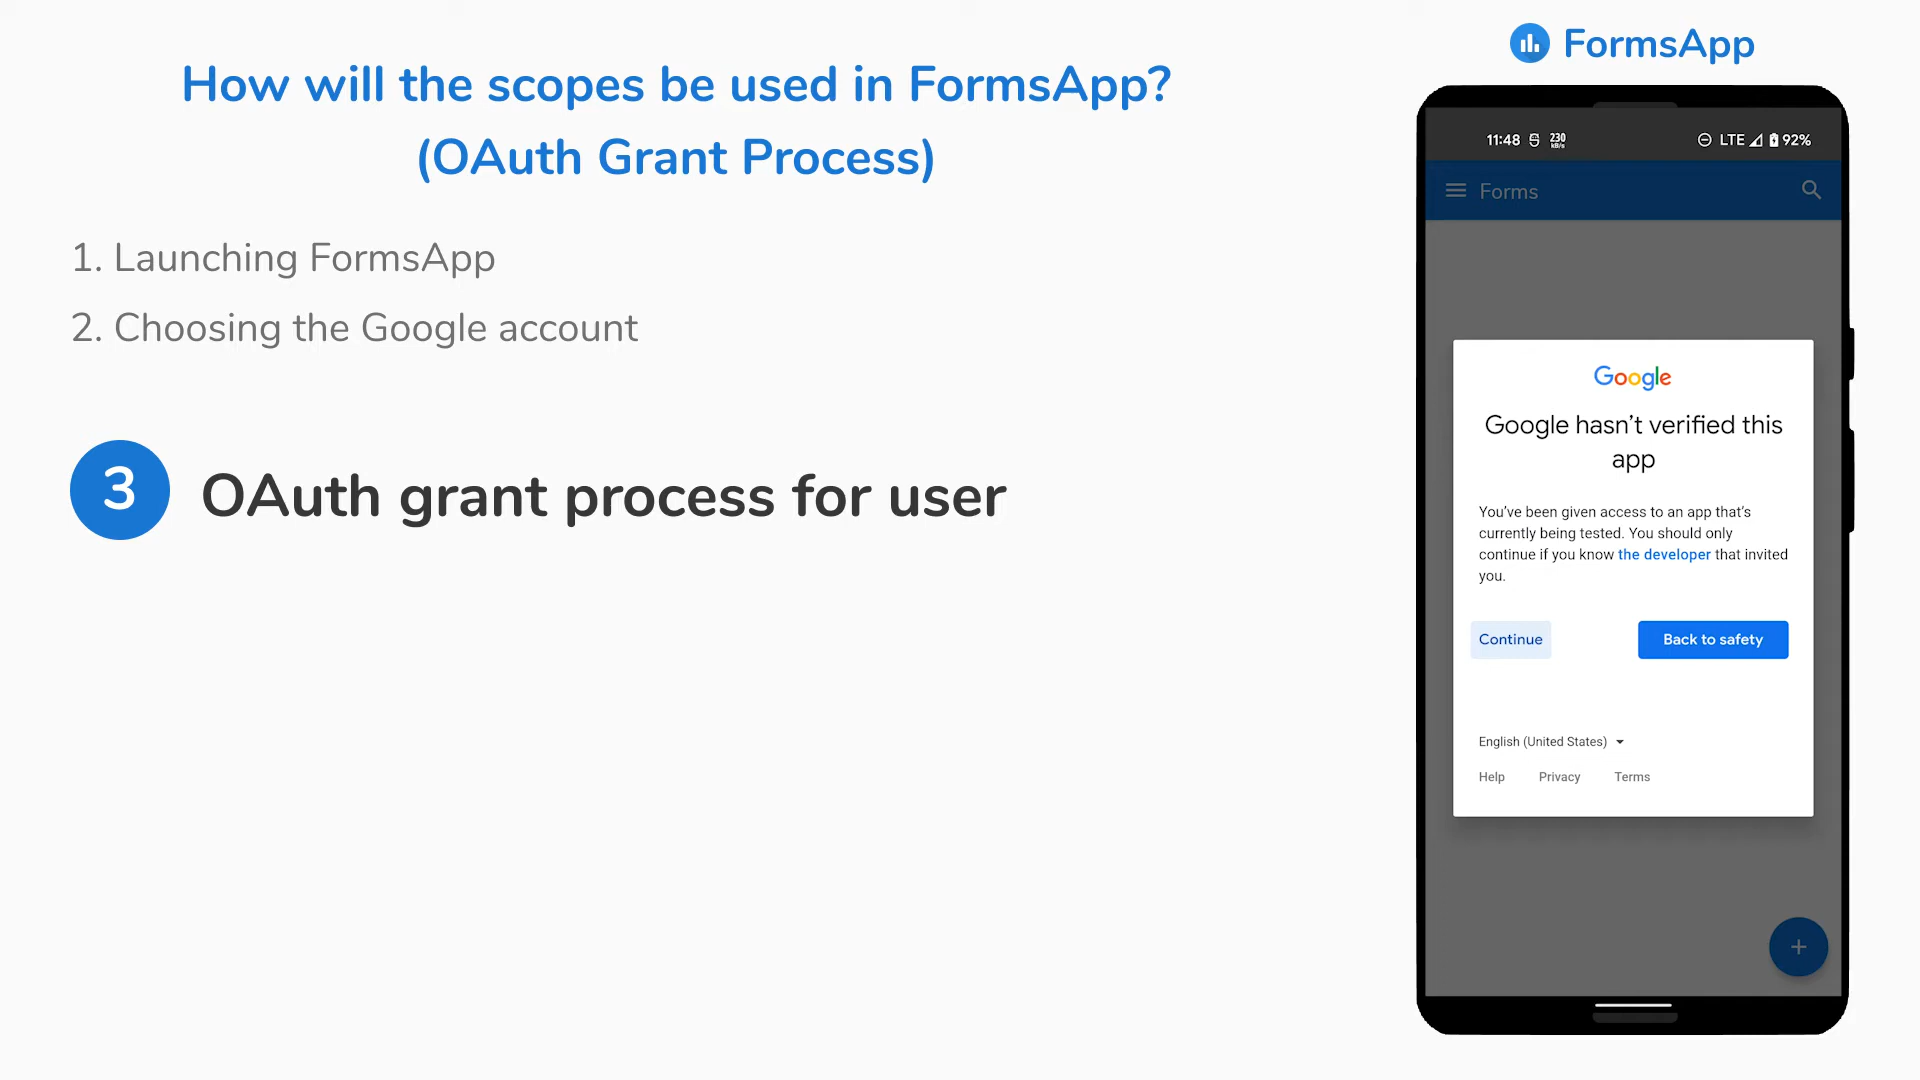 How will the scopes be used in FormsApp?
(OAuth Grant Process)
1. Launching FormsApp
2. Choosing the Google account
3 OAuth grant process for user
FormsApp
11:48 230 kB/s LTE 92%
Forms
Google
Google hasn’t verified this
app
You’ve been given access to an app that’s
currently being tested. You should only
continue if you know the developer that invited
you.
Continue Back to safety
English (United States)
Help Privacy Terms
+